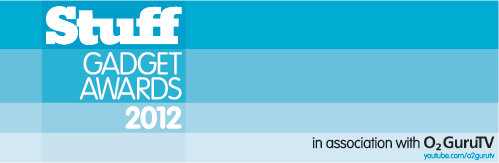 Stuff
GADGET
AWARDS
2012
in association with O2 GuruTV
youtube.com/o2gurutv